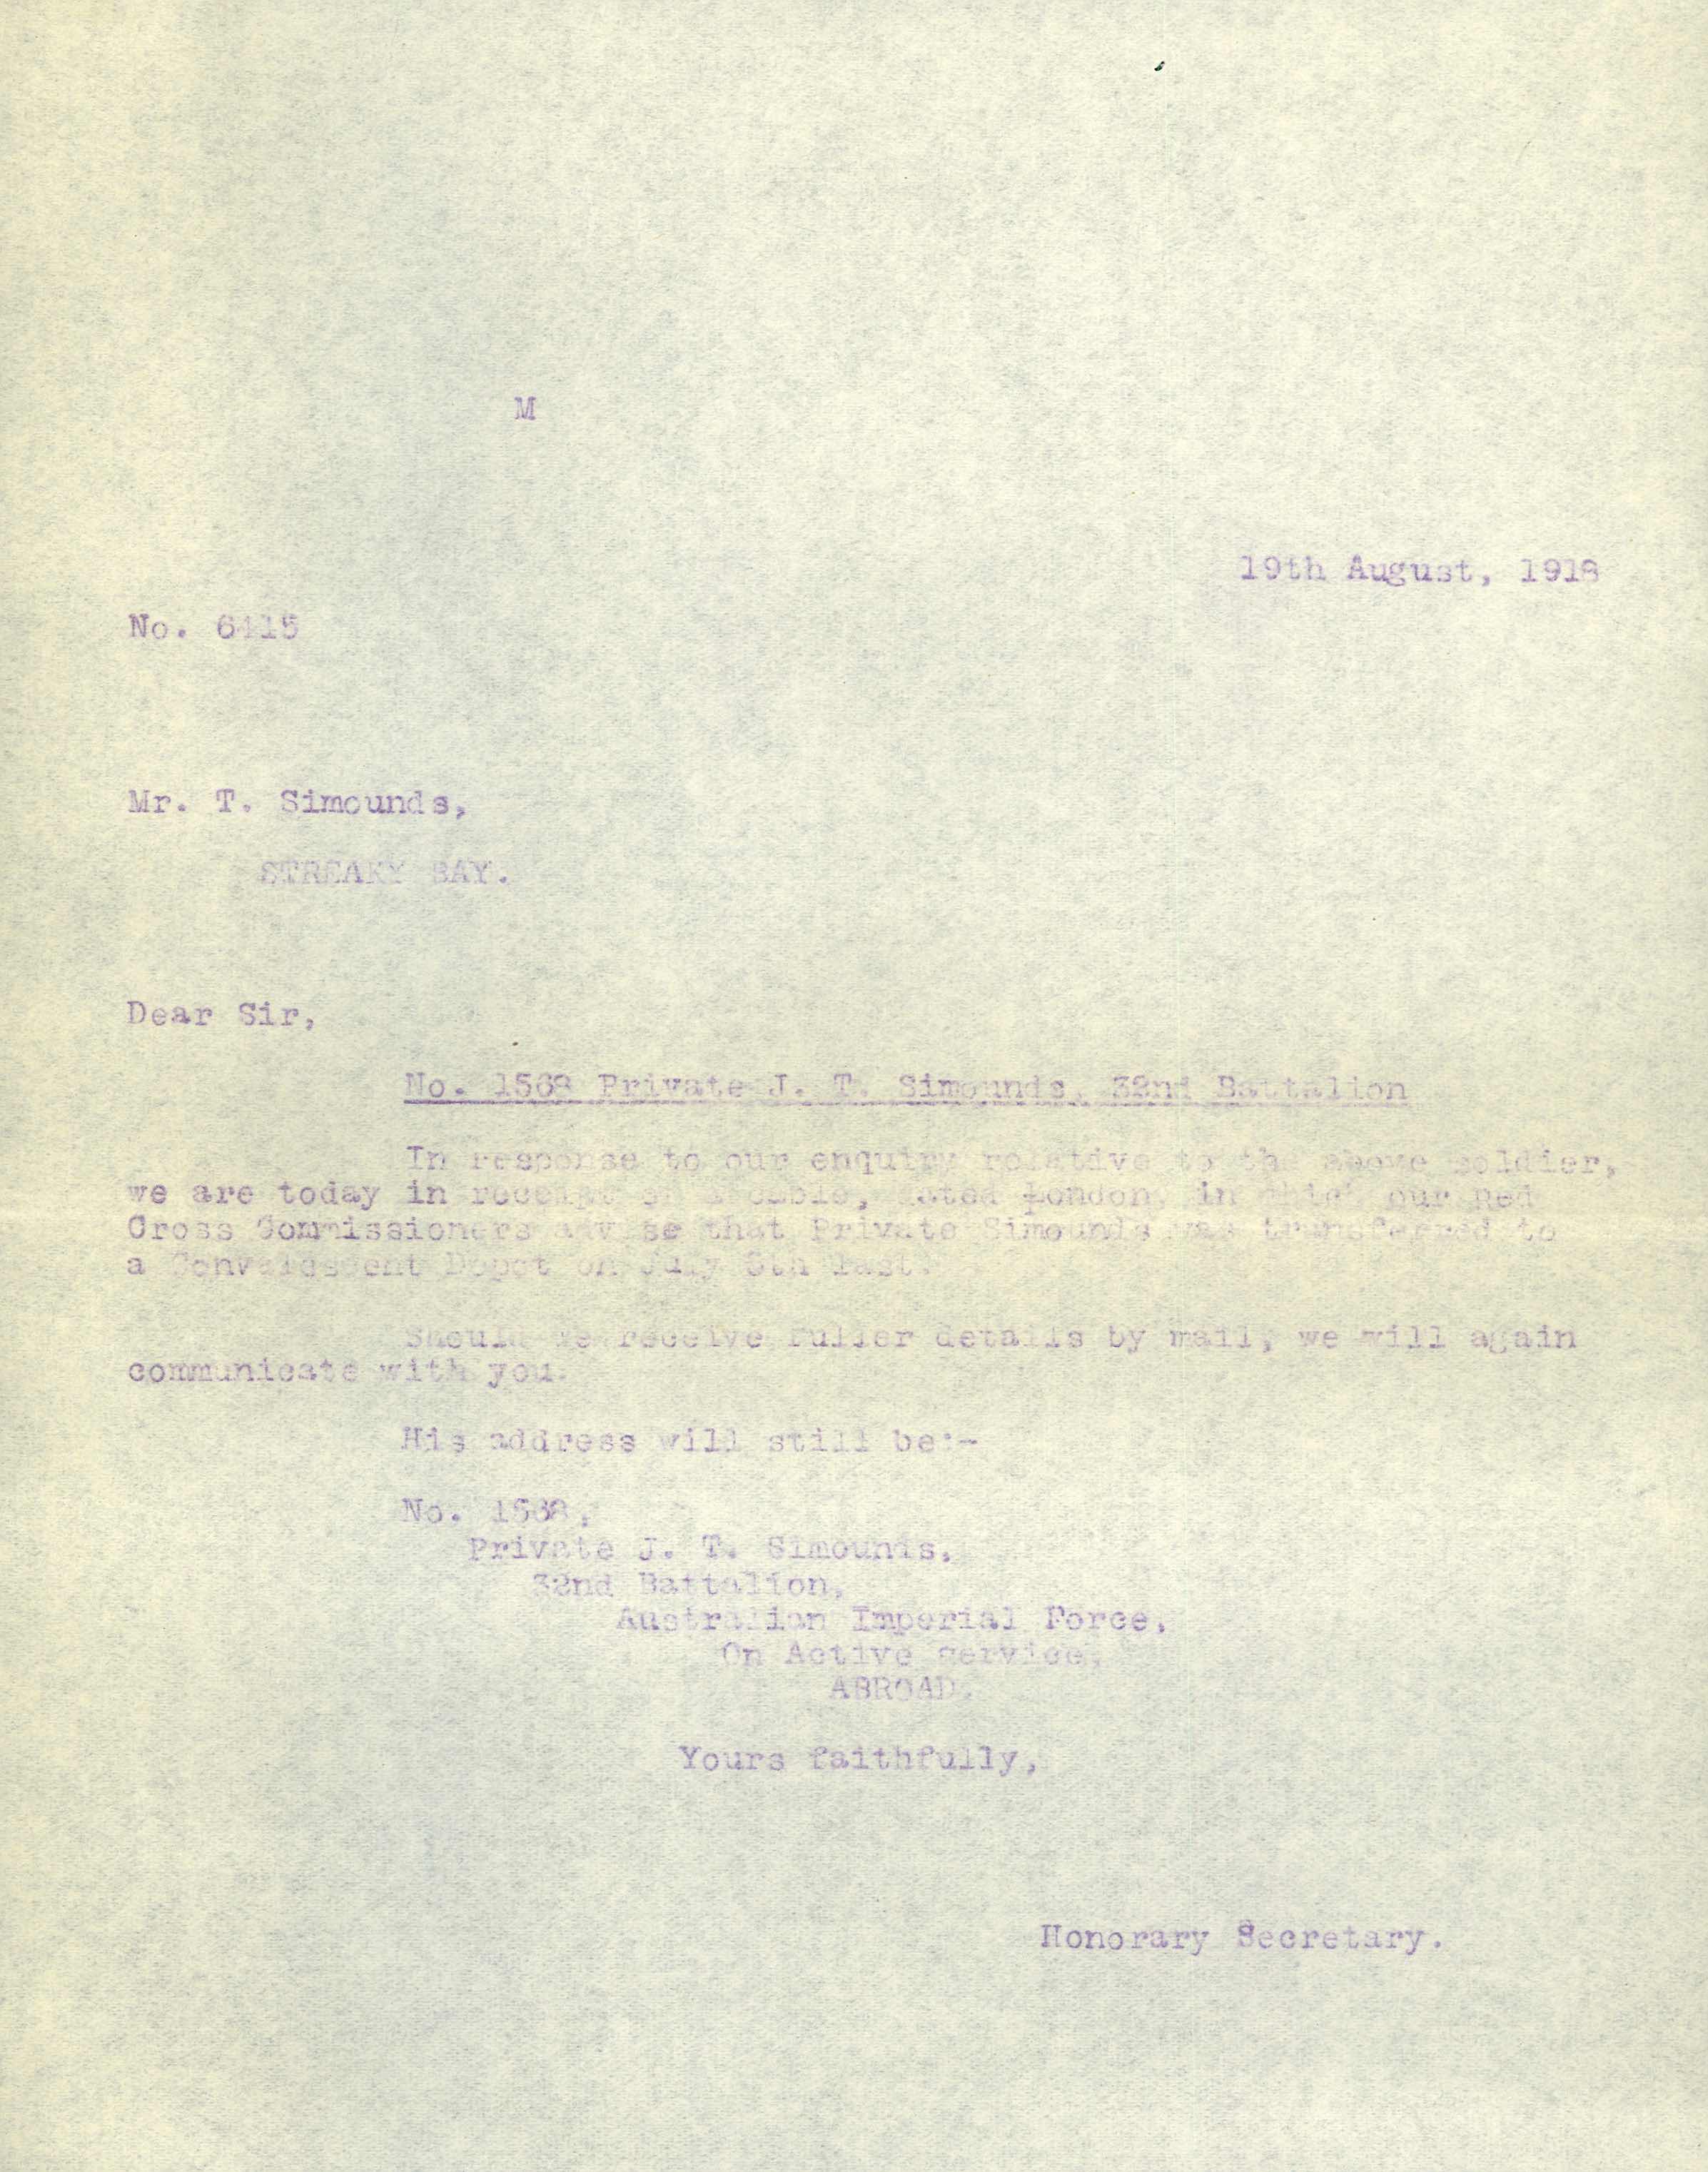 M
19th August, 1918
No. 6415
Mr. T. Simounds,
STREAKY BAY.
Dear Sir,
No. 1568 Private J. T. Simounds, 32nd Battalion
In response to our enquiry relative to the above soldier,
we are today in receipt of a cable, dated London, in which our Red
Cross Commissioners advise that Private Simounds was transferred to
a Convalescent Depot on July last.
Should we receive fuller details by mail, we will again
communicate with you.
His address will still be:-
No. 1568,
Private J. T. Simounds,
32nd Battalion,
Australian Imperial Force,
On Active service,
ABROAD.
Yours faithfully,
Honorary Secretary.